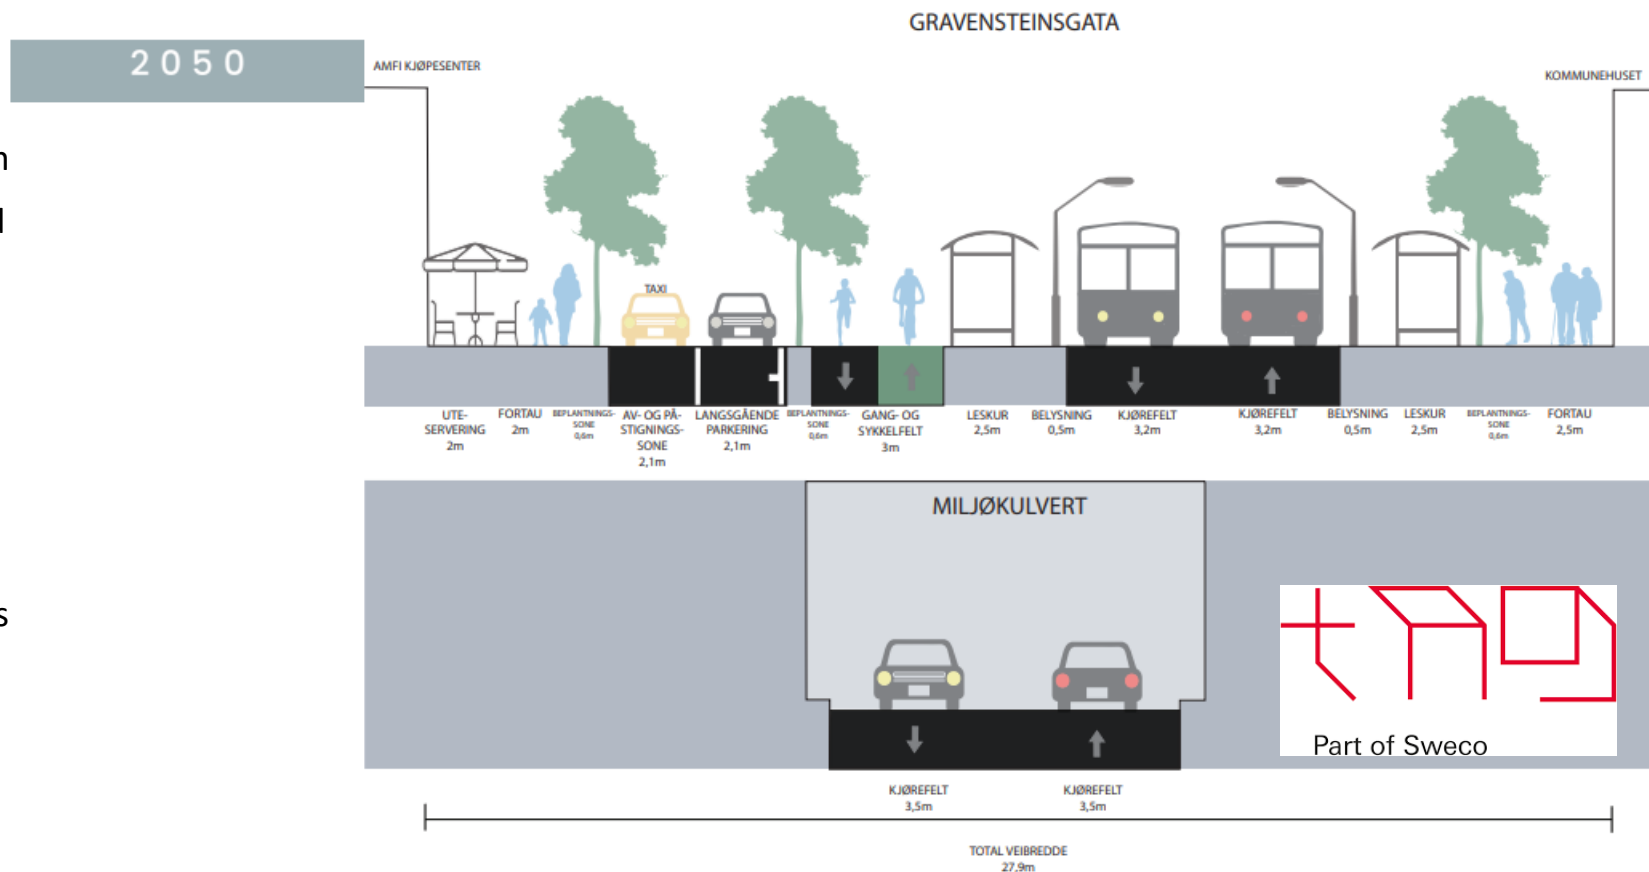 GRAVENSTEINSGATA
2050
AMFI KJØPESENTER
KOMMUNEHUSET
n
s
TAXI
UTE-
SERVERING
2m
FORTAU
2m
BEPLANTNINGS-
SONE
0,6m
AV- OG PÅ-
STIGNINGS-
SONE
2,1m
LANGSGÅENDE
PARKERING
2,1m
BEPLANTNINGS-
SONE
0,6m
GANG- OG
SYKKELFELT
3m
LESKUR
2,5m
BELYSNING
0,5m
KJØREFELT
3,2m
KJØREFELT
3,2m
BELYSNING
0,5m
LESKUR
2,5m
BEPLANTNINGS-
SONE
0,6m
FORTAU
2,5m
MILJØKULVERT
Part of Sweco
KJØREFELT
3,5m
KJØREFELT
3,5m
TOTAL VEIBREDDE
27,9m